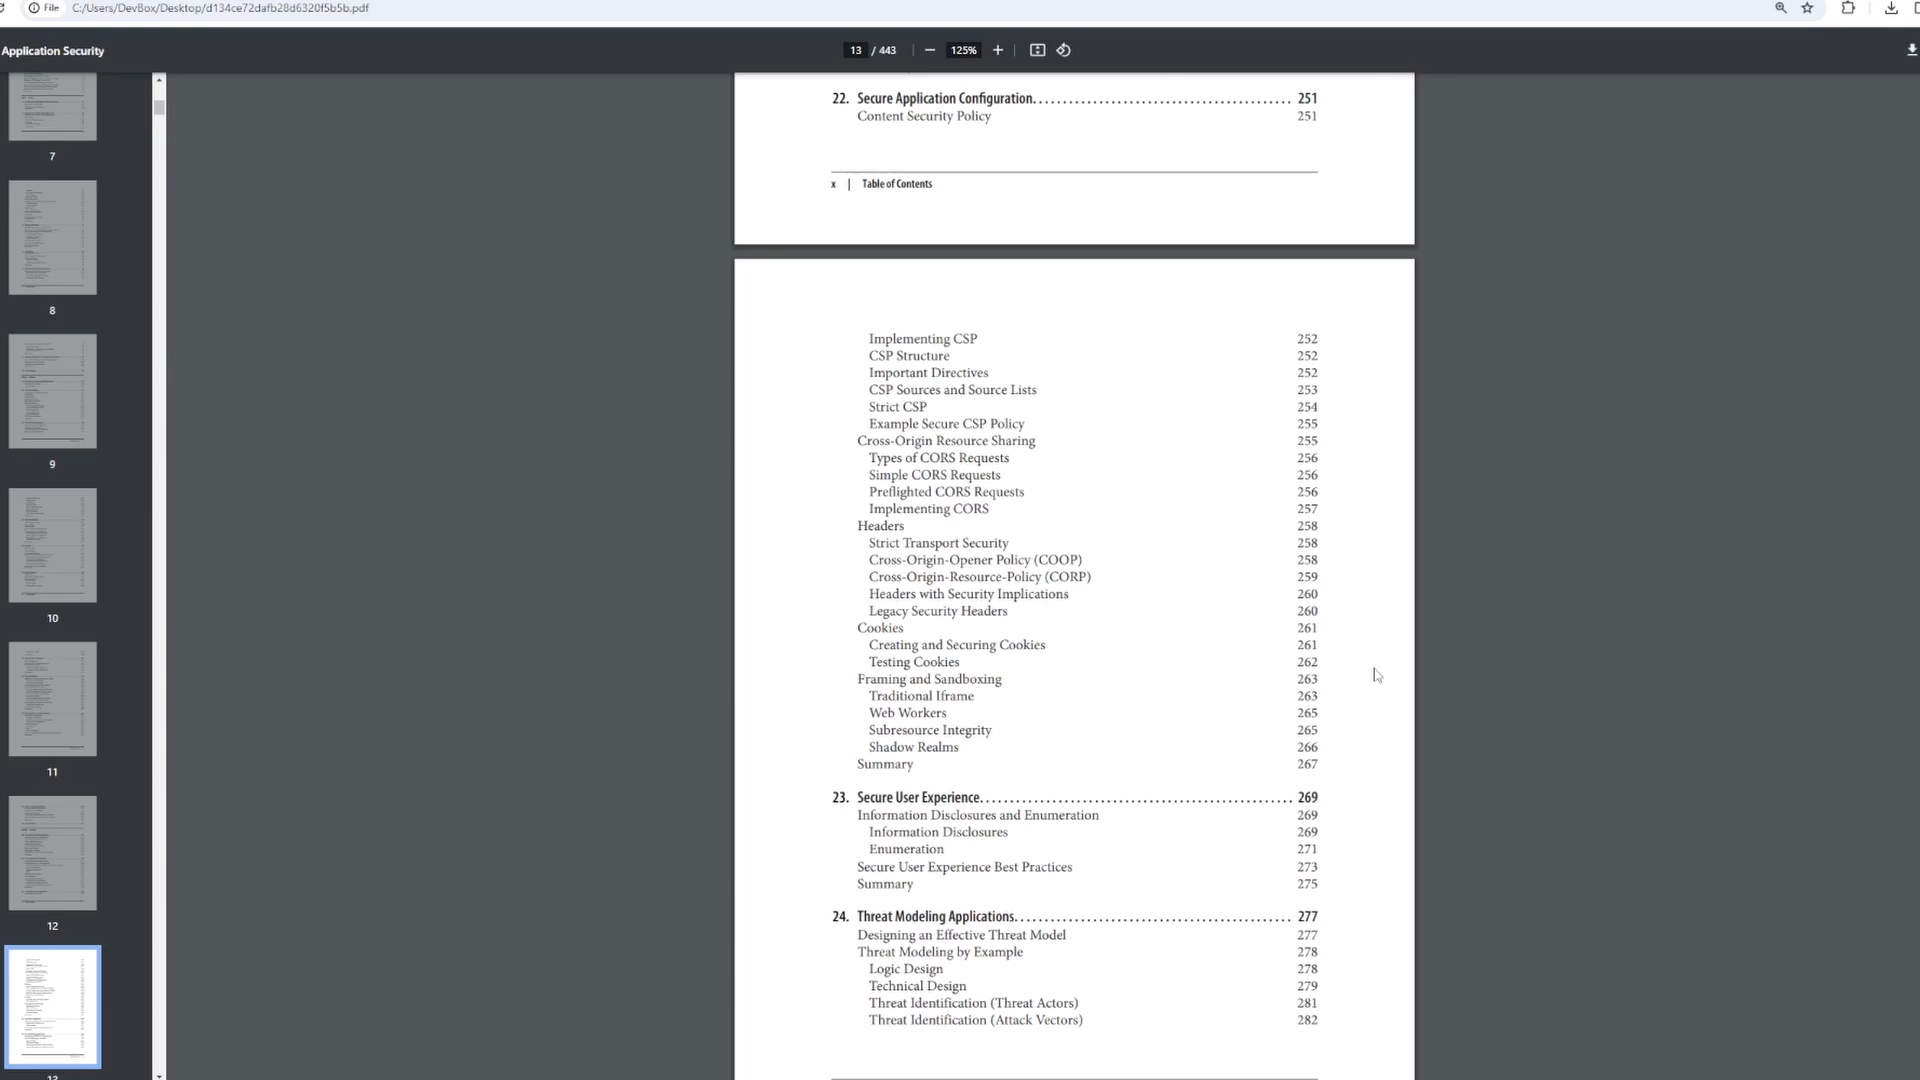 File
C:/Users/DevBox/Desktop/d134ce72dafb28d6320f5b5b.pdf
Application Security
13 / 443
125%
7
8
9
10
11
12
13
22. Secure Application Configuration. . . . . . . . . . . . . . . . . . . . . . . . . . . . . . . . . . . . . . . . . . . . 251
Content Security Policy 251
x | Table of Contents
Implementing CSP 252
CSP Structure 252
Important Directives 252
CSP Sources and Source Lists 253
Strict CSP 254
Example Secure CSP Policy 255
Cross-Origin Resource Sharing 255
Types of CORS Requests 256
Simple CORS Requests 256
Preflighted CORS Requests 256
Implementing CORS 257
Headers 258
Strict Transport Security 258
Cross-Origin-Opener Policy (COOP) 258
Cross-Origin-Resource-Policy (CORP) 259
Headers with Security Implications 260
Legacy Security Headers 260
Cookies 261
Creating and Securing Cookies 261
Testing Cookies 262
Framing and Sandboxing 263
Traditional Iframe 263
Web Workers 265
Subresource Integrity 265
Shadow Realms 266
Summary 267
23. Secure User Experience. . . . . . . . . . . . . . . . . . . . . . . . . . . . . . . . . . . . . . . . . . . . . . . . . . . . . 269
Information Disclosures and Enumeration 269
Information Disclosures 269
Enumeration 271
Secure User Experience Best Practices 273
Summary 275
24. Threat Modeling Applications. . . . . . . . . . . . . . . . . . . . . . . . . . . . . . . . . . . . . . . . . . . . . . . 277
Designing an Effective Threat Model 277
Threat Modeling by Example 278
Logic Design 278
Technical Design 279
Threat Identification (Threat Actors) 281
Threat Identification (Attack Vectors) 282